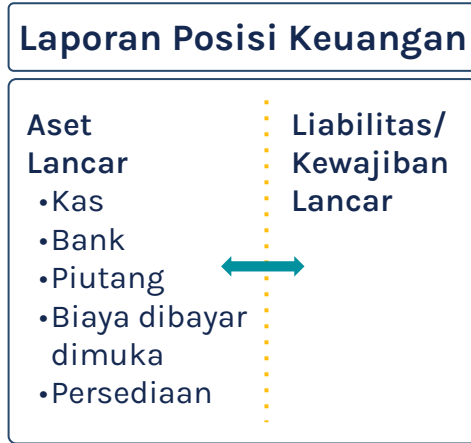 Laporan Posisi Keuangan
Aset
Lancar
•Kas
•Bank
•Piutang
•Biaya dibayar
dimuka
•Persediaan
Liabilitas/
Kewajiban
Lancar